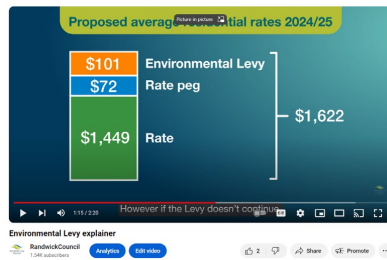 Proposed average residential rates 2024/25
Picture in picture
$101 Environmental Levy
$72 Rate peg
$1,449 Rate
$1,622
However if the Levy doesn't continue
1:15 / 2:20
Environmental Levy explainer
RandwickCouncil
1.54K subscribers
Analytics
Edit video
2
Share
Promote